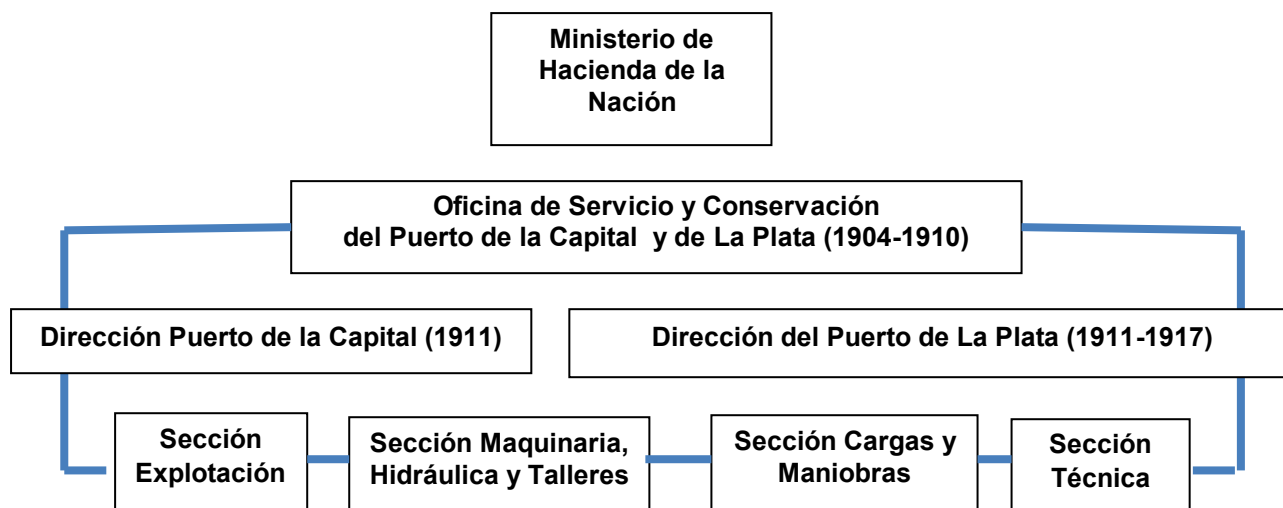 Ministerio de
Hacienda de la
Nación
Oficina de Servicio y Conservación
del Puerto de la Capital y de La Plata (1904-1910)
Dirección Puerto de la Capital (1911)
Dirección del Puerto de La Plata (1911-1917)
Sección
Explotación
Sección Maquinaria,
Hidráulica y Talleres
Sección Cargas y
Maniobras
Sección
Técnica